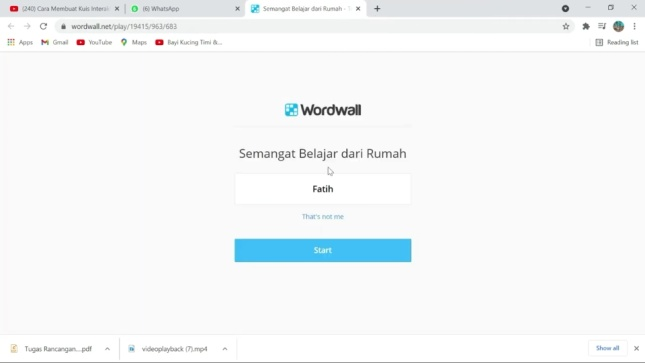 (240) Cara Membuat Kuis Intera
(6) WhatsApp
Semangat Belajar dari Rumah -
wordwall.net/play/19415/963/683
Apps
Gmail
YouTube
Maps
Bayi Kucing Timi & B...
Reading list
Wordwall
Semangat Belajar dari Rumah
Fatih
That's not me
Start
Tugas Rancangan....pdf
videoplayback (7).mp4
Show all